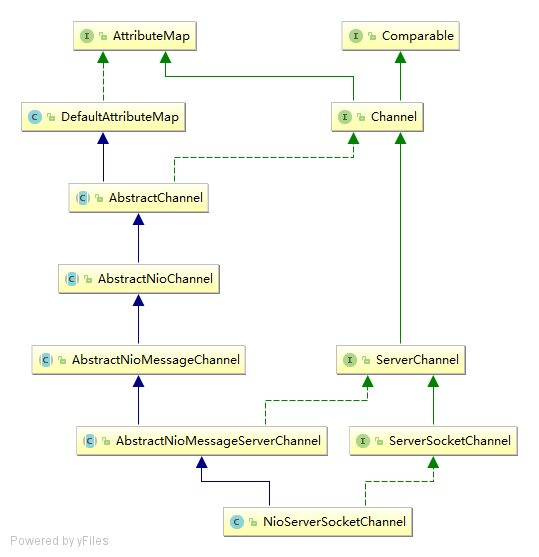 I AttributeMap
I Comparable
C DefaultAttributeMap
I Channel
C AbstractChannel
C AbstractNioChannel
C AbstractNioMessageChannel
I ServerChannel
C AbstractNioMessageServerChannel
I ServerSocketChannel
C NioServerSocketChannel
Powered by yFiles